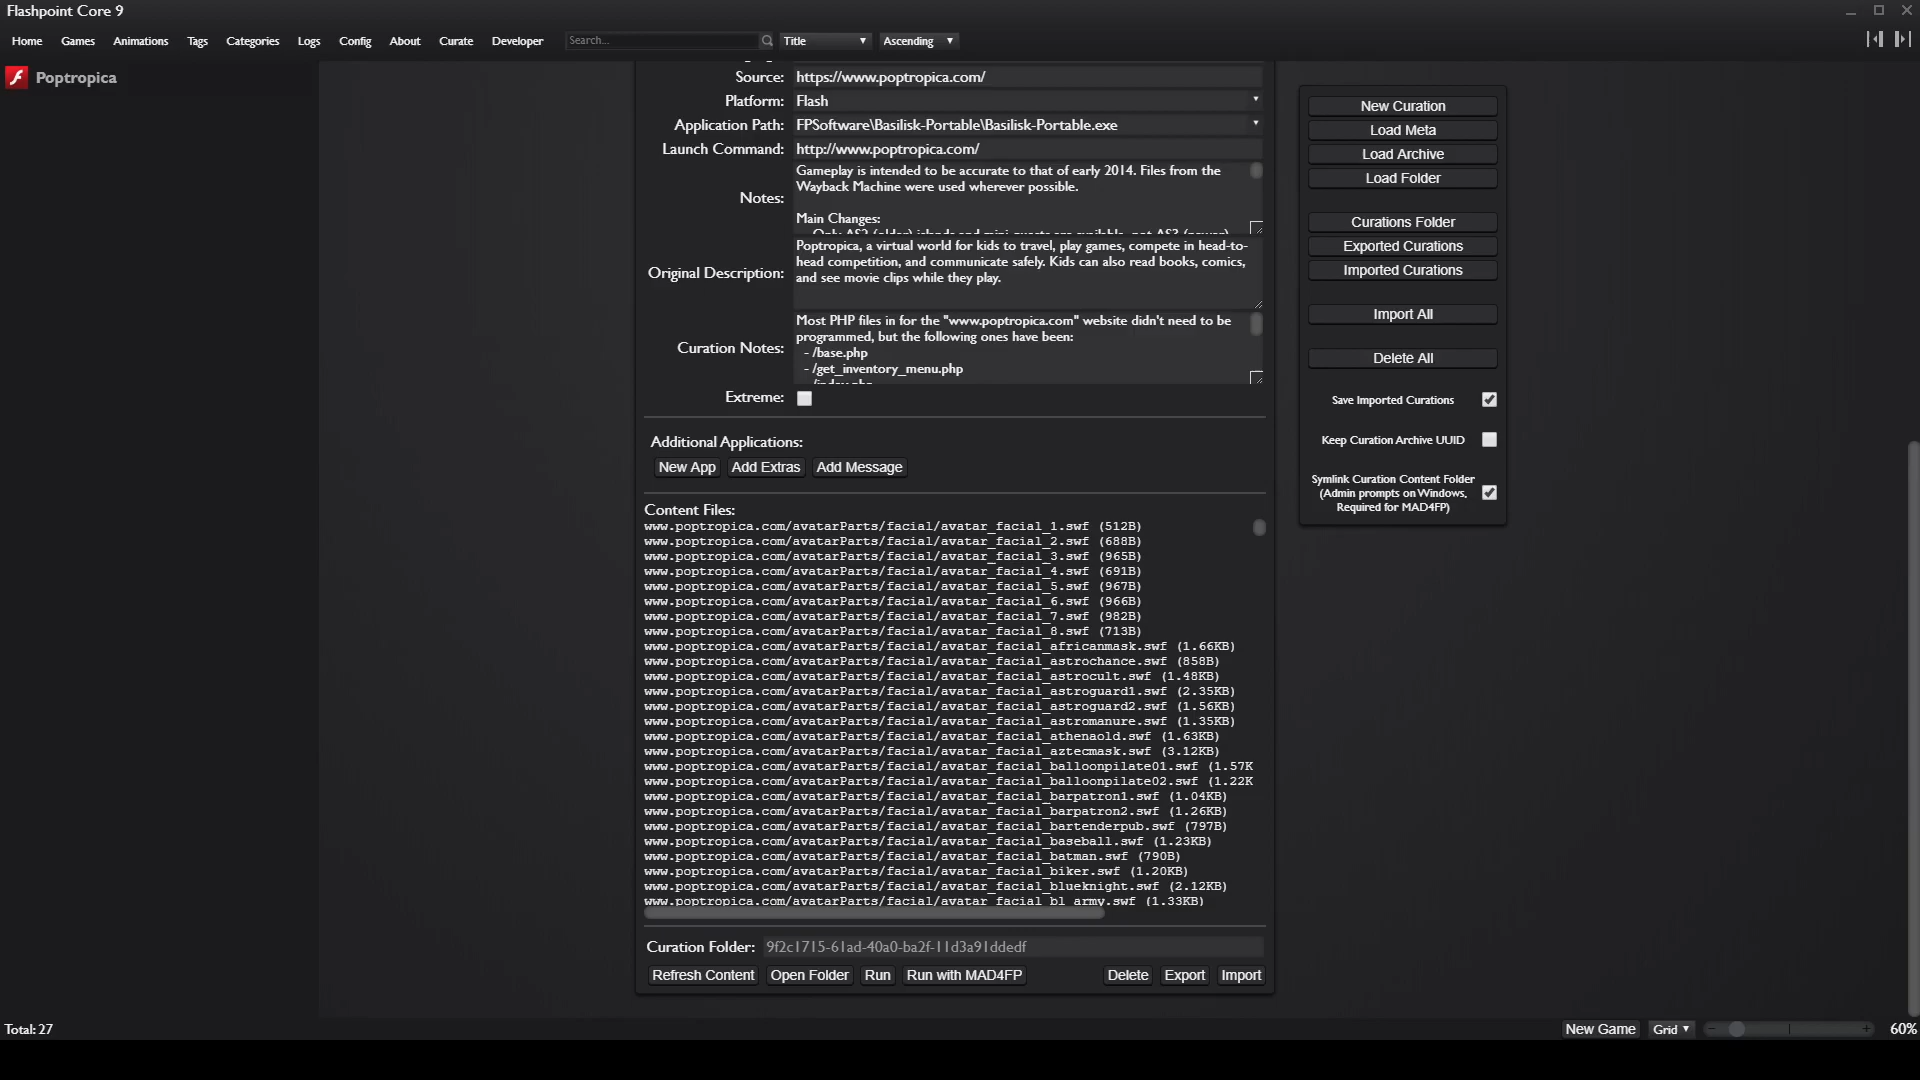 Flashpoint Core 9
Home Games Animations Tags Categories Logs Config About Curate Developer Search... Title Ascending
Poptropica
Source: https://www.poptropica.com/
Platform: Flash
Application Path: FPSoftware\Basilisk-Portable\Basilisk-Portable.exe
Launch Command: http://www.poptropica.com/
Notes:
Gameplay is intended to be accurate to that of early 2014. Files from the
Wayback Machine were used wherever possible.
Main Changes:
Original Description:
Poptropica, a virtual world for kids to travel, play games, compete in head-to-
head competition, and communicate safely. Kids can also read books, comics,
and see movie clips while they play.
Curation Notes:
Most PHP files in for the "www.poptropica.com" website didn't need to be
programmed, but the following ones have been:
- /base.php
- /get_inventory_menu.php
Extreme:
Additional Applications:
New App Add Extras Add Message
Content Files:
www.poptropica.com/avatarParts/facial/avatar_facial_1.swf (512B)
www.poptropica.com/avatarParts/facial/avatar_facial_2.swf (688B)
www.poptropica.com/avatarParts/facial/avatar_facial_3.swf (965B)
www.poptropica.com/avatarParts/facial/avatar_facial_4.swf (691B)
www.poptropica.com/avatarParts/facial/avatar_facial_5.swf (967B)
www.poptropica.com/avatarParts/facial/avatar_facial_6.swf (966B)
www.poptropica.com/avatarParts/facial/avatar_facial_7.swf (982B)
www.poptropica.com/avatarParts/facial/avatar_facial_8.swf (713B)
www.poptropica.com/avatarParts/facial/avatar_facial_africanmask.swf (1.66KB)
www.poptropica.com/avatarParts/facial/avatar_facial_astrochance.swf (858B)
www.poptropica.com/avatarParts/facial/avatar_facial_astrocult.swf (1.48KB)
www.poptropica.com/avatarParts/facial/avatar_facial_astroguard1.swf (2.35KB)
www.poptropica.com/avatarParts/facial/avatar_facial_astroguard2.swf (1.56KB)
www.poptropica.com/avatarParts/facial/avatar_facial_astromanure.swf (1.35KB)
www.poptropica.com/avatarParts/facial/avatar_facial_athenaold.swf (1.63KB)
www.poptropica.com/avatarParts/facial/avatar_facial_aztecmask.swf (3.12KB)
www.poptropica.com/avatarParts/facial/avatar_facial_balloonpilate01.swf (1.57K
www.poptropica.com/avatarParts/facial/avatar_facial_balloonpilate02.swf (1.22K
www.poptropica.com/avatarParts/facial/avatar_facial_barpatron1.swf (1.04KB)
www.poptropica.com/avatarParts/facial/avatar_facial_barpatron2.swf (1.26KB)
www.poptropica.com/avatarParts/facial/avatar_facial_bartenderpub.swf (797B)
www.poptropica.com/avatarParts/facial/avatar_facial_baseball.swf (1.23KB)
www.poptropica.com/avatarParts/facial/avatar_facial_batman.swf (790B)
www.poptropica.com/avatarParts/facial/avatar_facial_biker.swf (1.20KB)
www.poptropica.com/avatarParts/facial/avatar_facial_blueknight.swf (2.12KB)
www.poptropica.com/avatarParts/facial/avatar_facial_bl_army.swf (1.33KB)
Curation Folder: 9f2c1715-61ad-40a0-ba2f-11d3a91ddedf
Refresh Content Open Folder Run Run with MAD4FP Delete Export Import
New Curation
Load Meta
Load Archive
Load Folder
Curations Folder
Exported Curations
Imported Curations
Import All
Delete All
Save Imported Curations
Keep Curation Archive UUID
Symlink Curation Content Folder
(Admin prompts on Windows,
Required for MAD4FP)
Total: 27
New Game Grid 60%